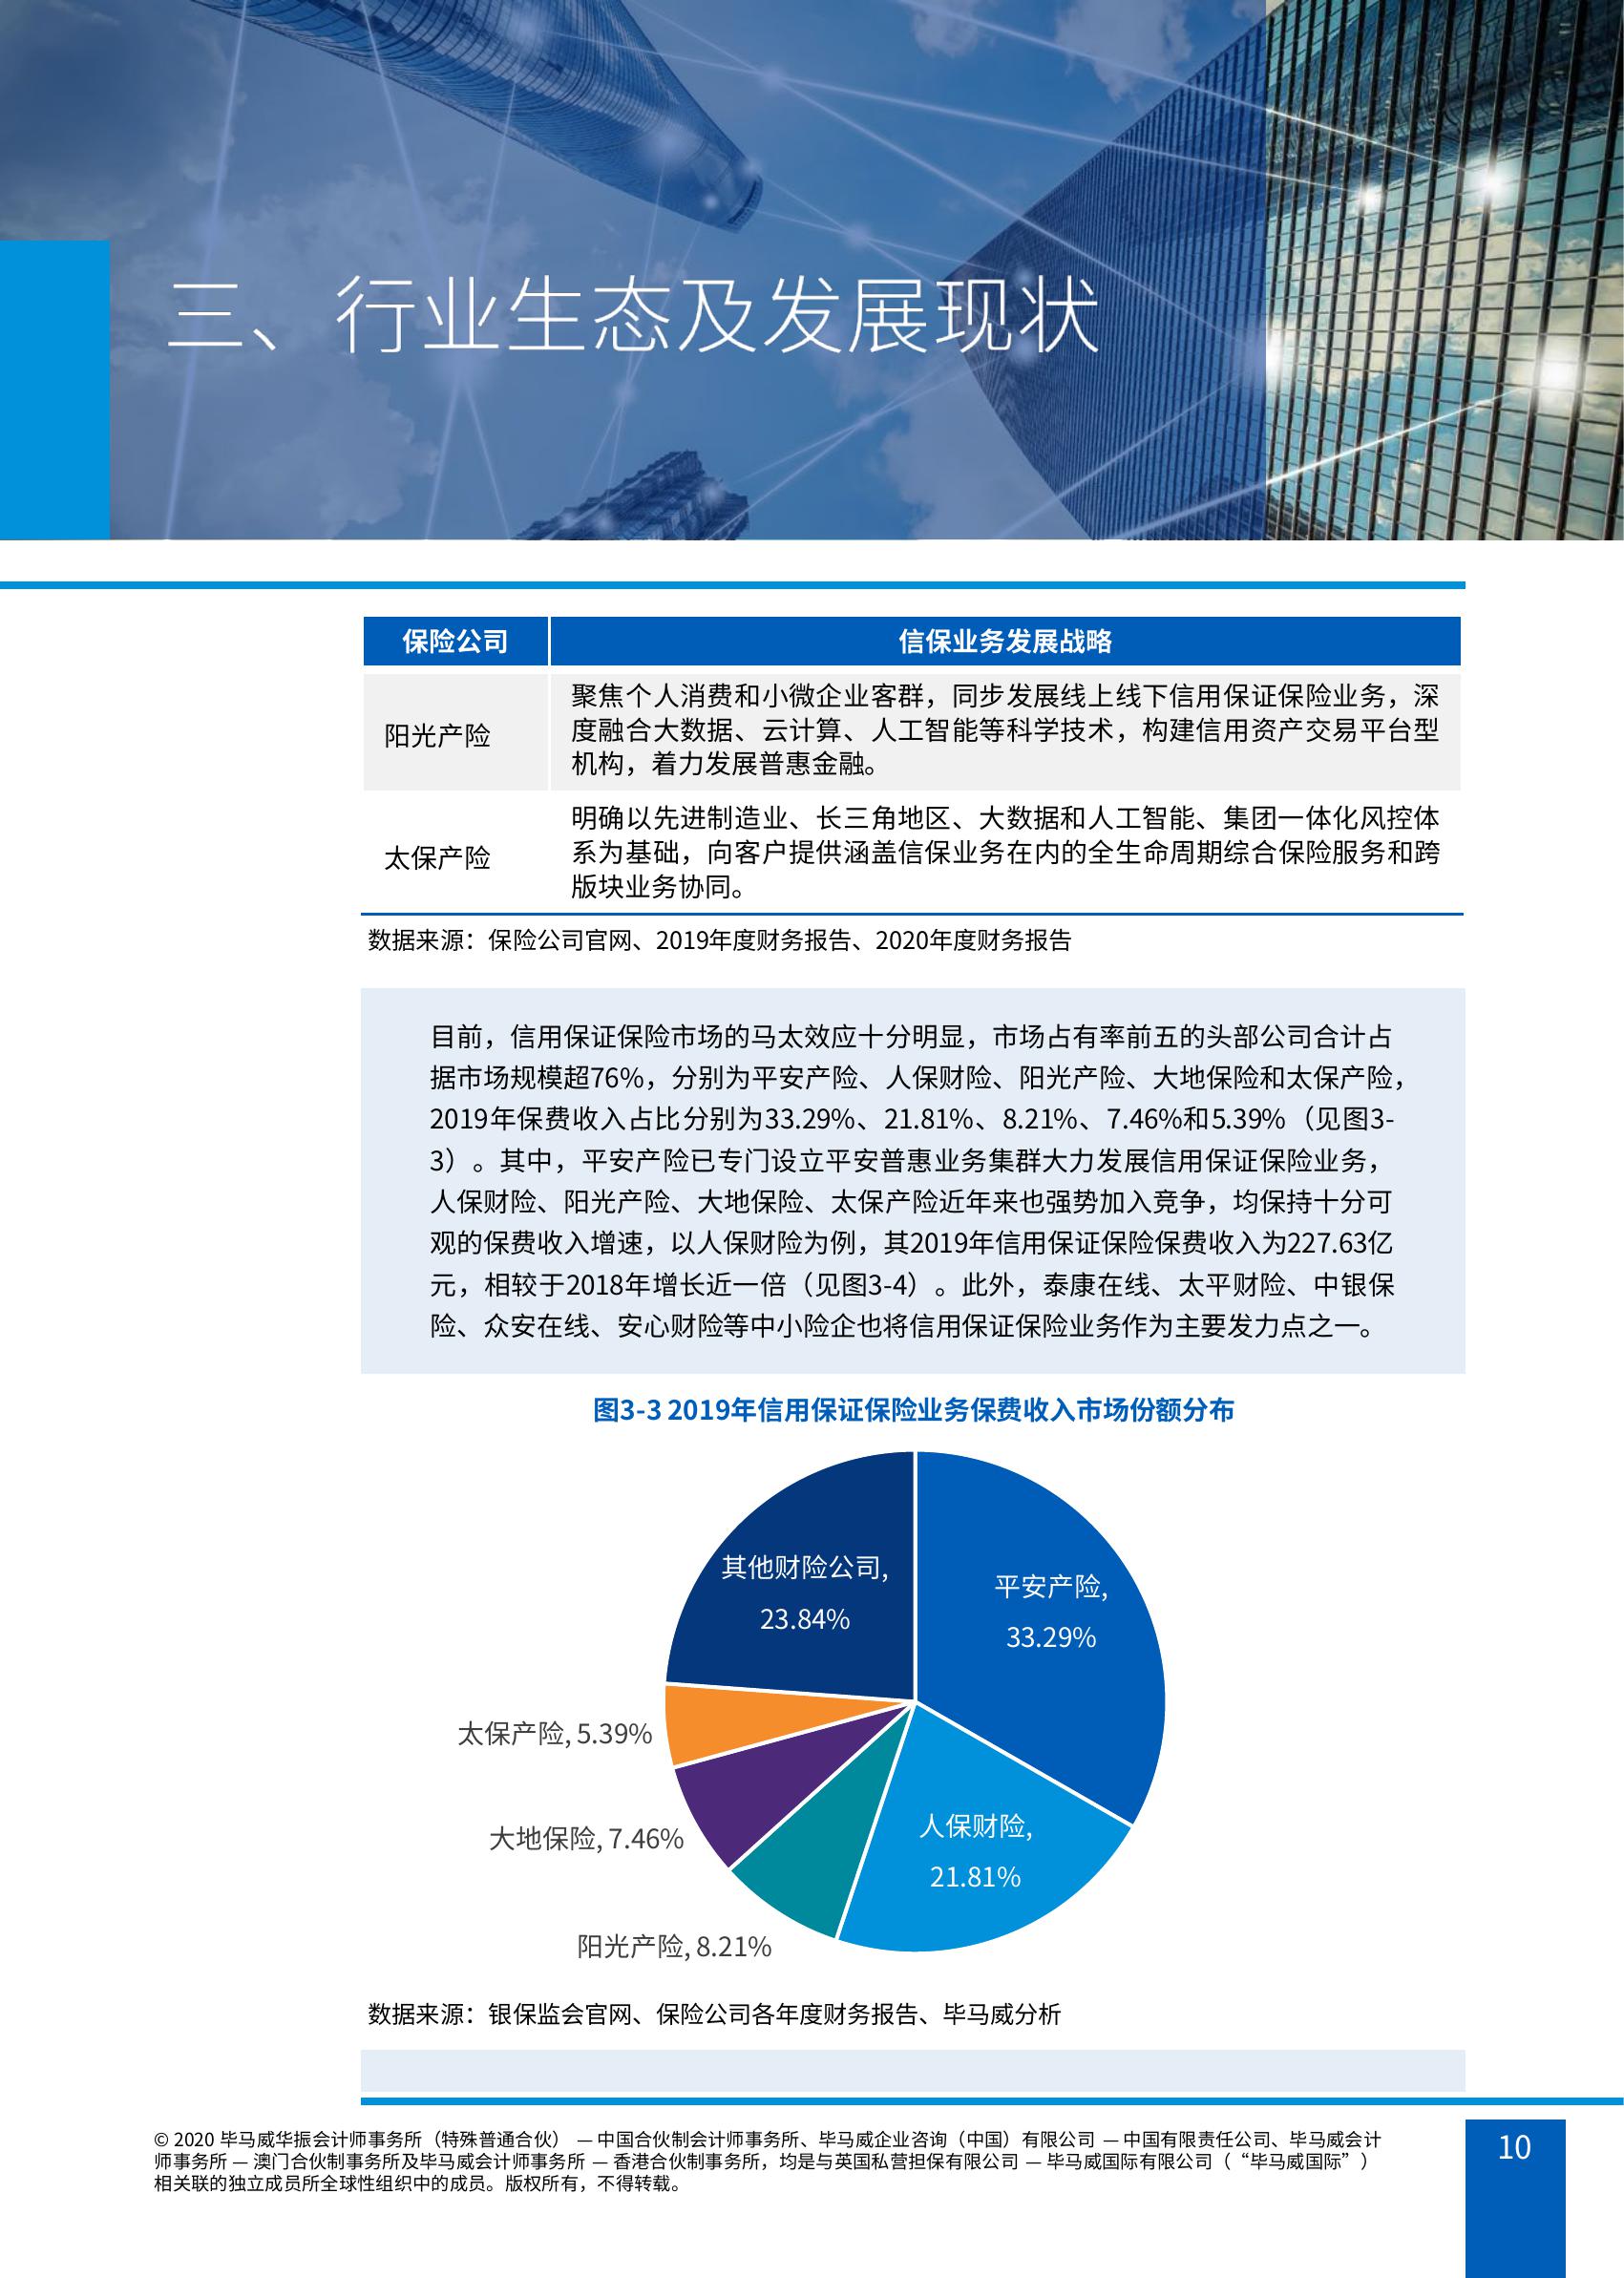 三、行业生态及发展现状
保险公司
信保业务发展战略
阳光产险
聚焦个人消费和小微企业客群，同步发展线上线下信用保证保险业务，深
度融合大数据、云计算、人工智能等科学技术，构建信用资产交易平台型
机构，着力发展普惠金融。
太保产险
明确以先进制造业、长三角地区、大数据和人工智能、集团一体化风控体
系为基础，向客户提供涵盖信保业务在内的全生命周期综合保险服务和跨
版块业务协同。
数据来源：保险公司官网、2019年度财务报告、2020年度财务报告
目前，信用保证保险市场的马太效应十分明显，市场占有率前五的头部公司合计占
据市场规模超76%，分别为平安产险、人保财险、阳光产险、大地保险和太保产险，
2019年保费收入占比分别为33.29%、21.81%、8.21%、7.46%和5.39%（见图3-
3）。其中，平安产险已专门设立平安普惠业务集群大力发展信用保证保险业务，
人保财险、阳光产险、大地保险、太保产险近年来也强势加入竞争，均保持十分可
观的保费收入增速，以人保财险为例，其2019年信用保证保险保费收入为227.63亿
元，相较于2018年增长近一倍（见图3-4）。此外，泰康在线、太平财险、中银保
险、众安在线、安心财险等中小险企也将信用保证保险业务作为主要发力点之一。
图3-3 2019年信用保证保险业务保费收入市场份额分布
其他财险公司,
23.84%
平安产险,
33.29%
太保产险, 5.39%
大地保险, 7.46%
人保财险,
21.81%
阳光产险, 8.21%
数据来源：银保监会官网、保险公司各年度财务报告、毕马威分析
© 2020 毕马威华振会计师事务所（特殊普通合伙） — 中国合伙制会计师事务所、毕马威企业咨询（中国）有限公司 — 中国有限责任公司、毕马威会计
师事务所 — 澳门合伙制事务所及毕马威会计师事务所 — 香港合伙制事务所，均是与英国私营担保有限公司 — 毕马威国际有限公司（“毕马威国际”）
相关联的独立成员所全球性组织中的成员。版权所有，不得转载。
10